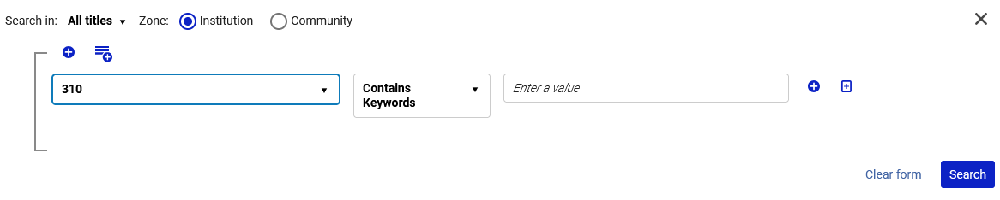 Search in: All titles Zone: Institution Community
310 Contains Keywords Enter a value
Clear form Search